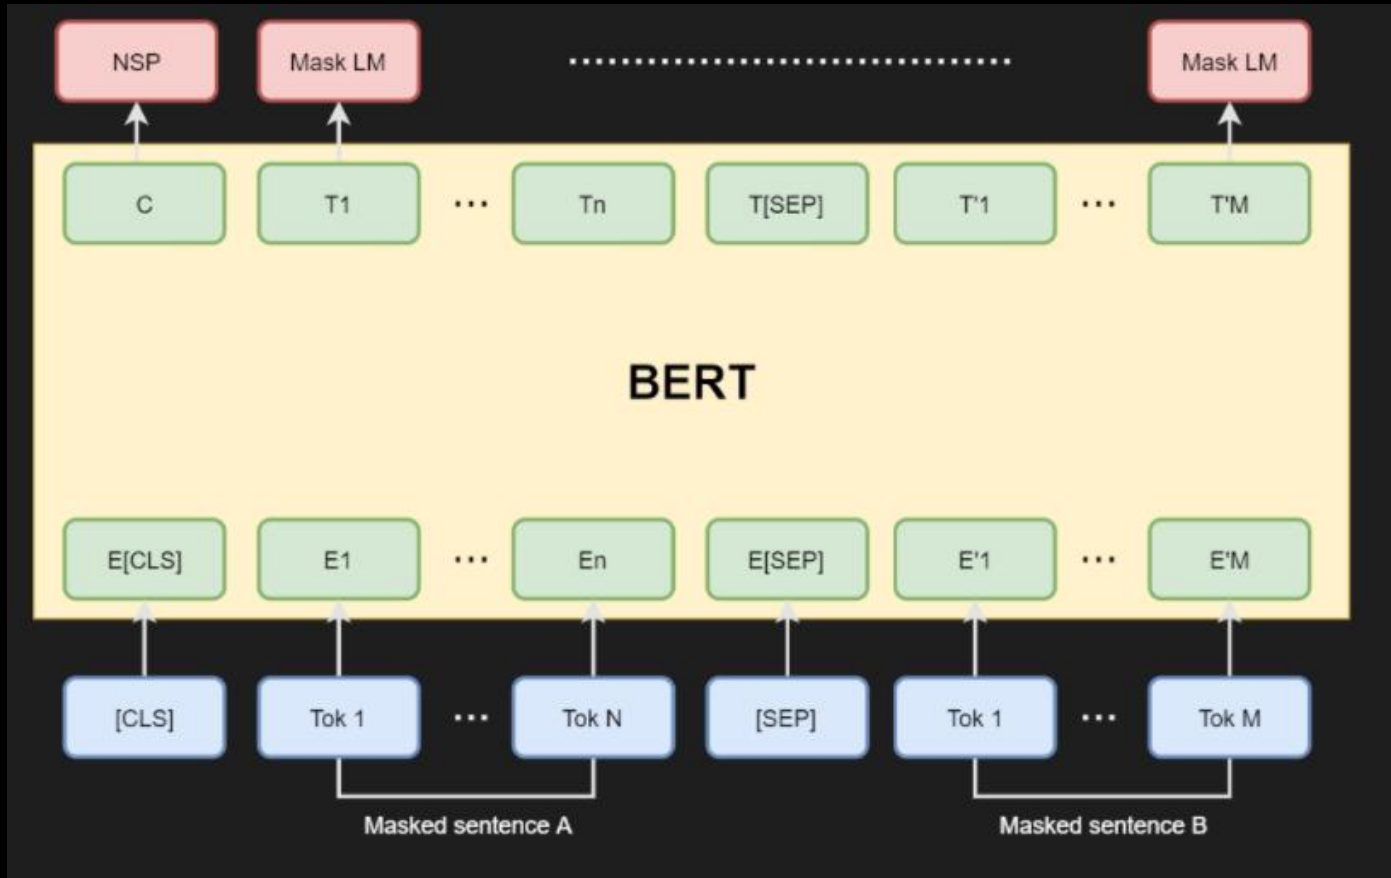 NSP Mask LM Mask LM
C T1 ... Tn T[SEP] T'1 ... T'M
BERT
E[CLS] E1 ... En E[SEP] E'1 ... E'M
[CLS] Tok 1 ... Tok N [SEP] Tok 1 ... Tok M
Masked sentence A Masked sentence B